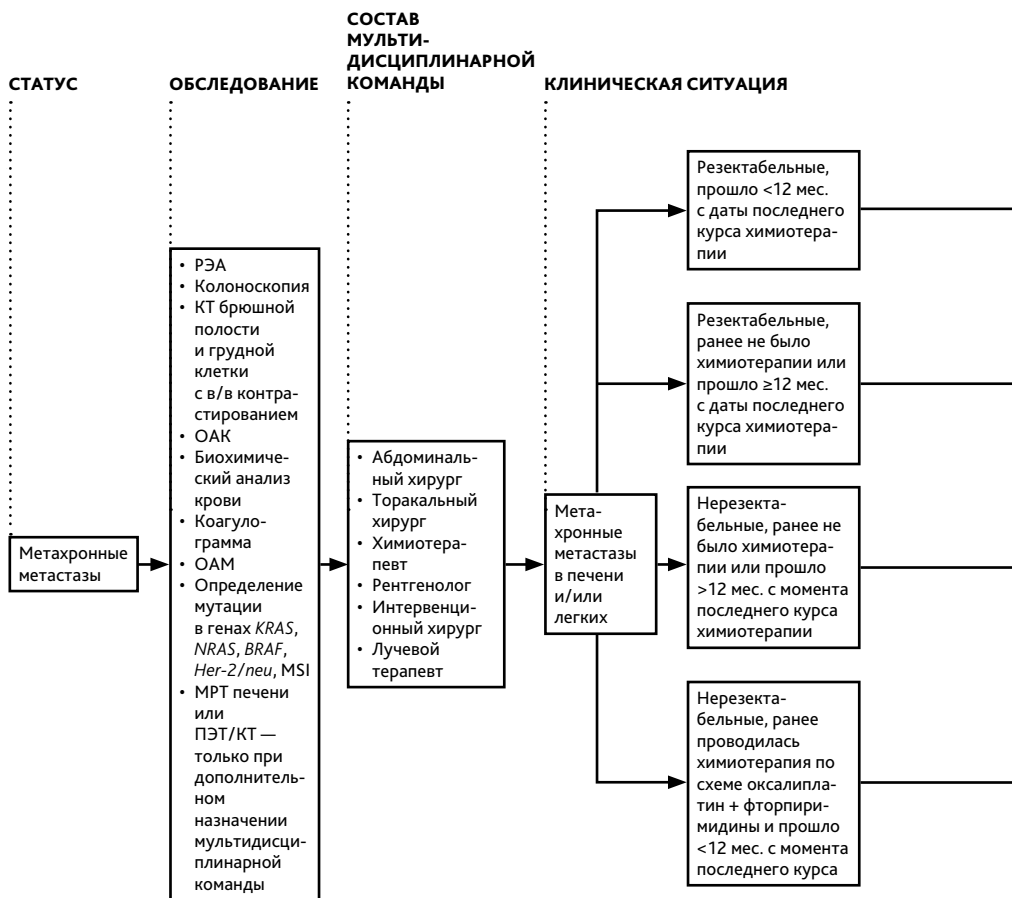 СТАТУС
ОБСЛЕДОВАНИЕ
СОСТАВ
МУЛЬТИ-
ДИСЦИПЛИНАРНОЙ
КОМАНДЫ
КЛИНИЧЕСКАЯ СИТУАЦИЯ
Метахронные
метастазы
• РЭА
• Колоноскопия
• КТ брюшной
полости
и грудной
клетки
с в/в контра-
стированием
• ОАК
• Биохимиче-
ский анализ
крови
• Коагуло-
грамма
• ОАМ
• Определение
мутации
в генах KRAS,
NRAS, BRAF,
Her-2/neu, MSI
• МРТ печени
или
ПЭТ/КТ —
только при
дополнитель-
ном
назначении
мультидисци-
плинарной
команды
• Абдоминаль-
ный хирург
• Торакальный
хирург
• Химиотера-
певт
• Рентгенолог
• Интервенци-
онный хирург
• Лучевой
терапевт
Мета-
хронные
метастазы
в печени
и/или
легких
Резектабельные,
прошло <12 мес.
с даты последнего
курса химиотера-
пии
Резектабельные,
ранее не было
химиотерапии или
прошло ≥12 мес.
с даты последнего
курса химиотера-
пии
Нерезекта-
бельные, ранее не
было химиотера-
пии или прошло
>12 мес. с момента
последнего курса
химиотерапии
Нерезекта-
бельные, ранее
проводилась
химиотерапия по
схеме оксалипла-
тин + фторпири-
мидины и прошло
<12 мес. с момента
последнего курса